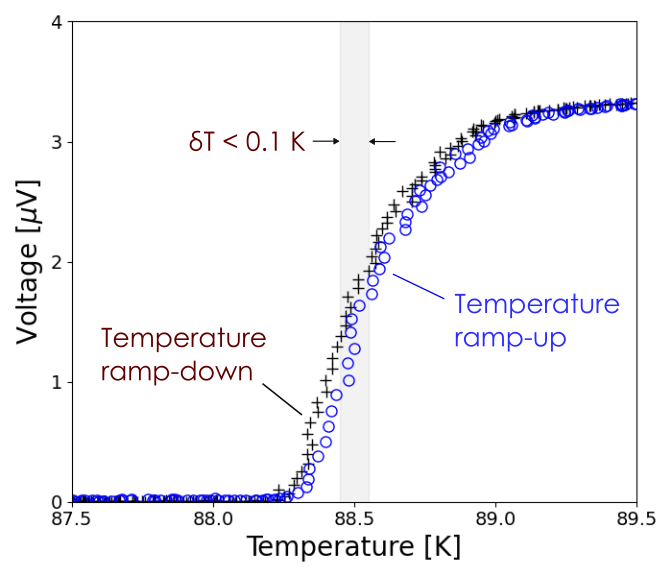 4
δT < 0.1 K
3
Voltage [μV]
2
Temperature
ramp-up
Temperature
ramp-down
1
0
87.5 88.0 88.5 89.0 89.5
Temperature [K]